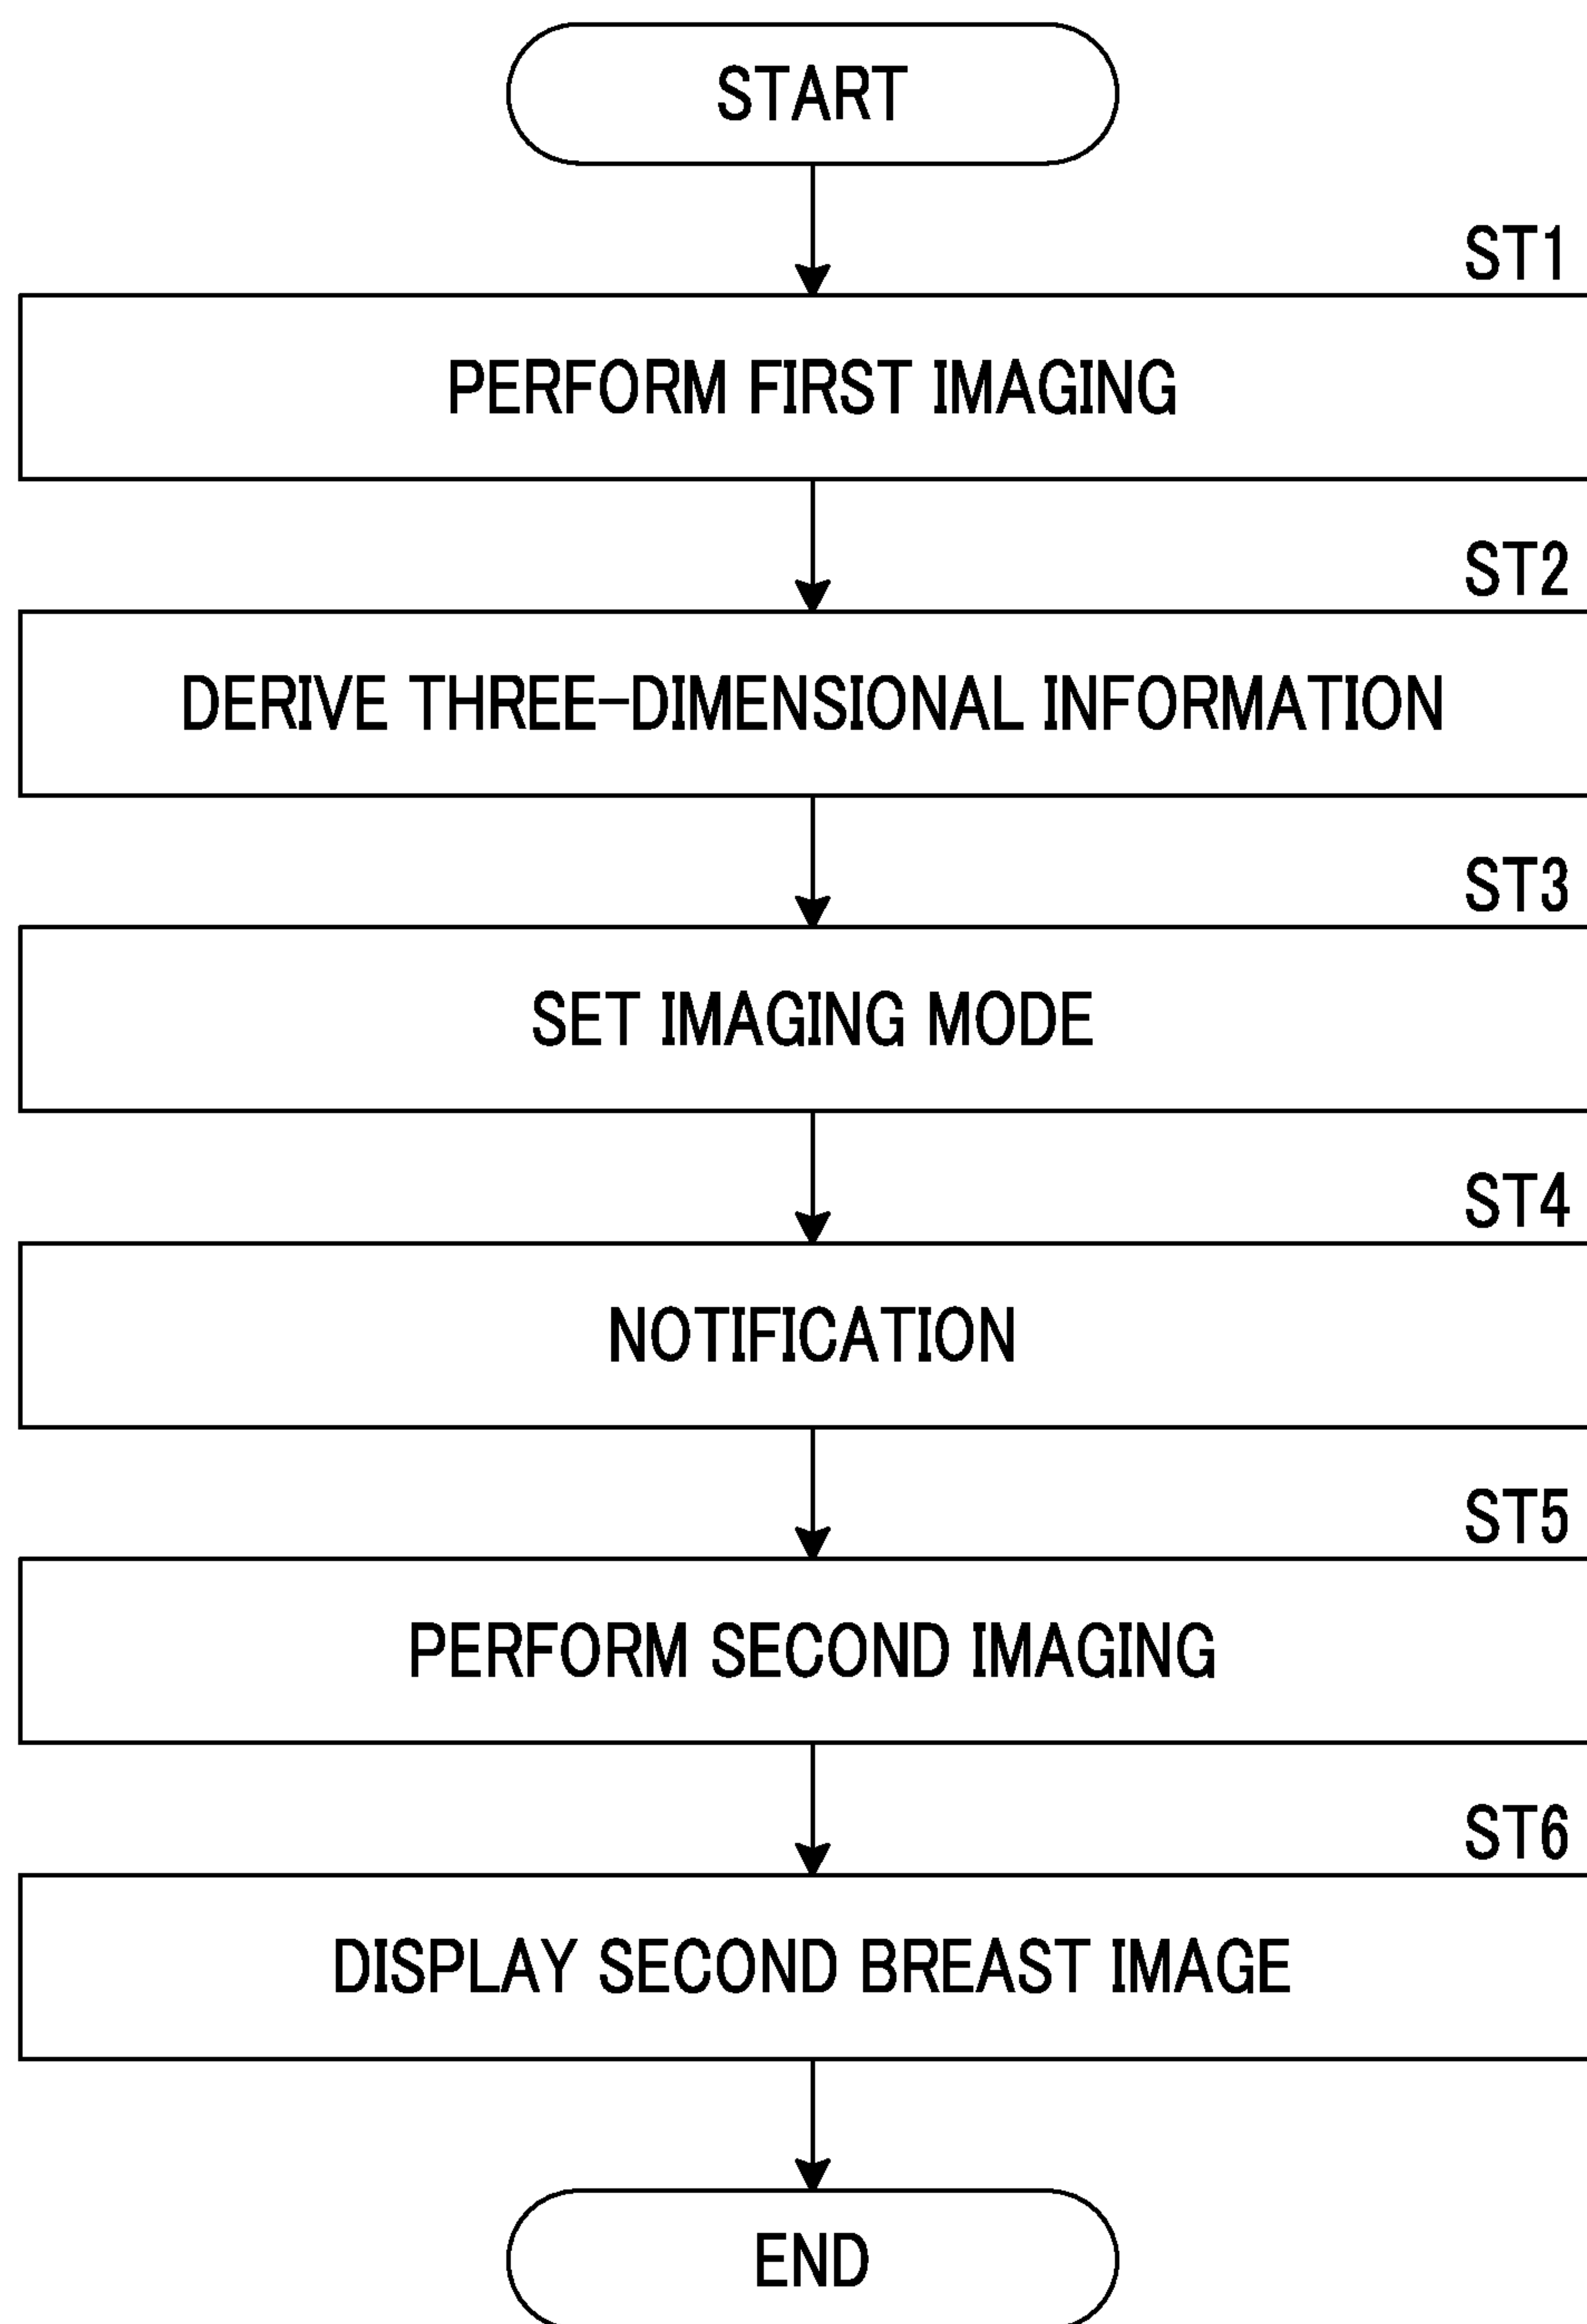 START
ST1
PERFORM FIRST IMAGING
ST2
DERIVE THREE-DIMENSIONAL INFORMATION
ST3
SET IMAGING MODE
ST4
NOTIFICATION
ST5
PERFORM SECOND IMAGING
ST6
DISPLAY SECOND BREAST IMAGE
END